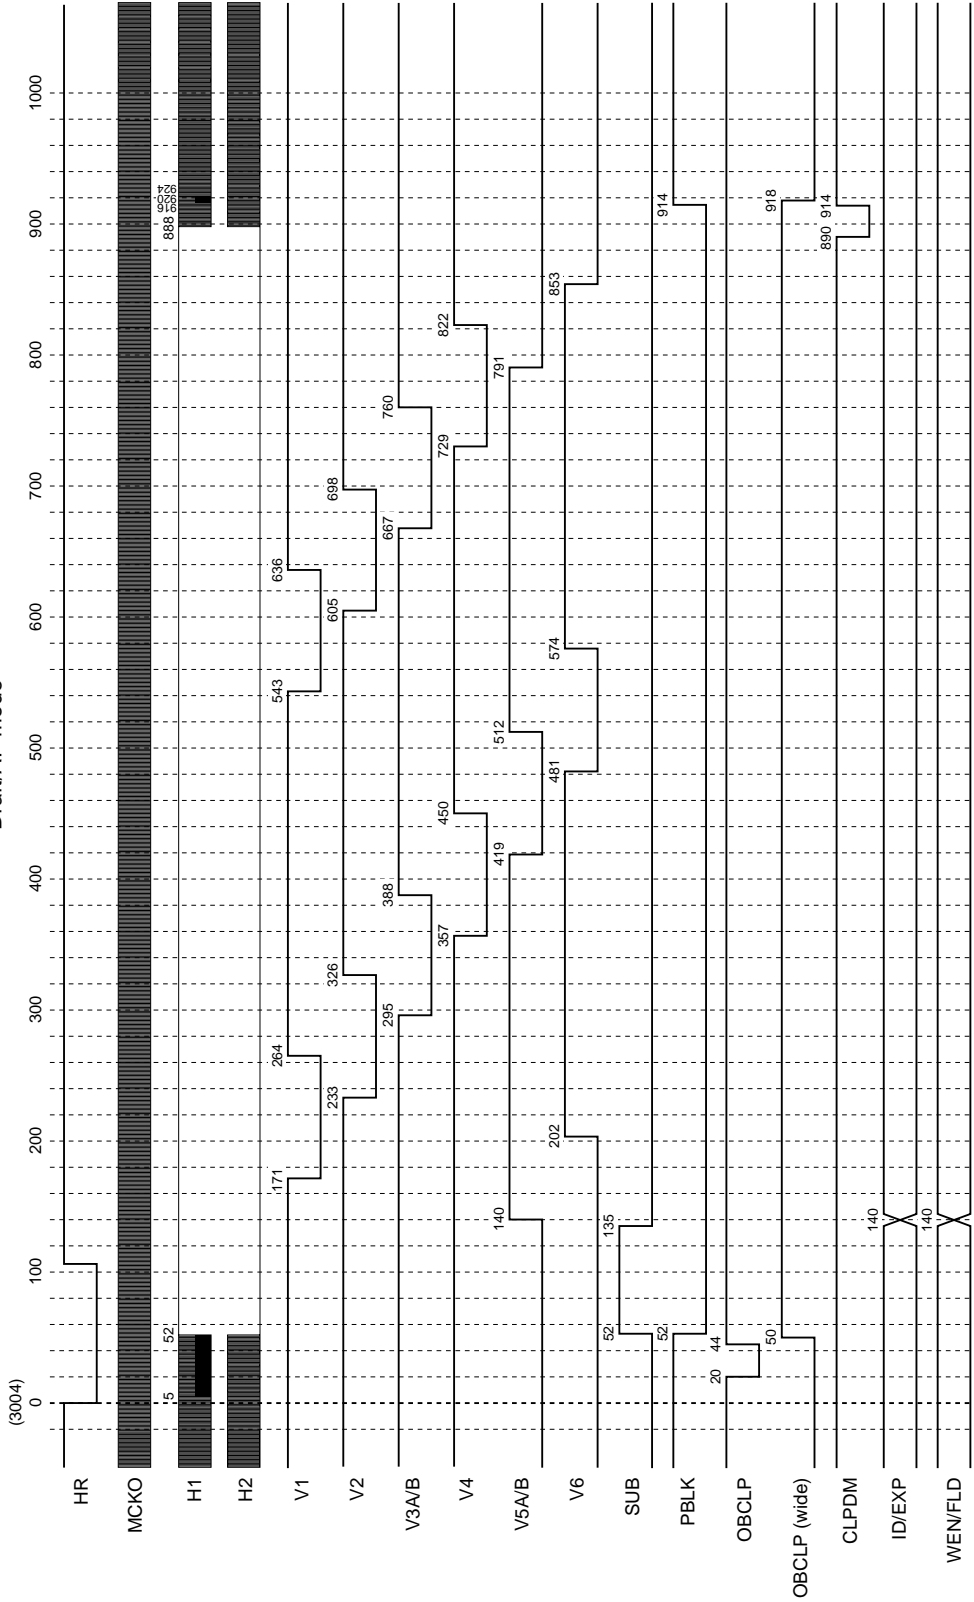 (3004)
0 100 200 300 400 500 600 700 800 900 1000
HR
MCKO
H1 5 52 888 916 920 924
H2
V1 171 264 543 636
V2 233 326 605 698
V3A/B 295 388 667 760
V4 357 450 729 822
V5A/B 140 419 512 791
V6 202 481 574 853
SUB 52 135
PBLK 52 914
OBCLP 20 44
OBCLP (wide) 50 918
CLPDM 890 914
ID/EXP 140
WEN/FLD 140